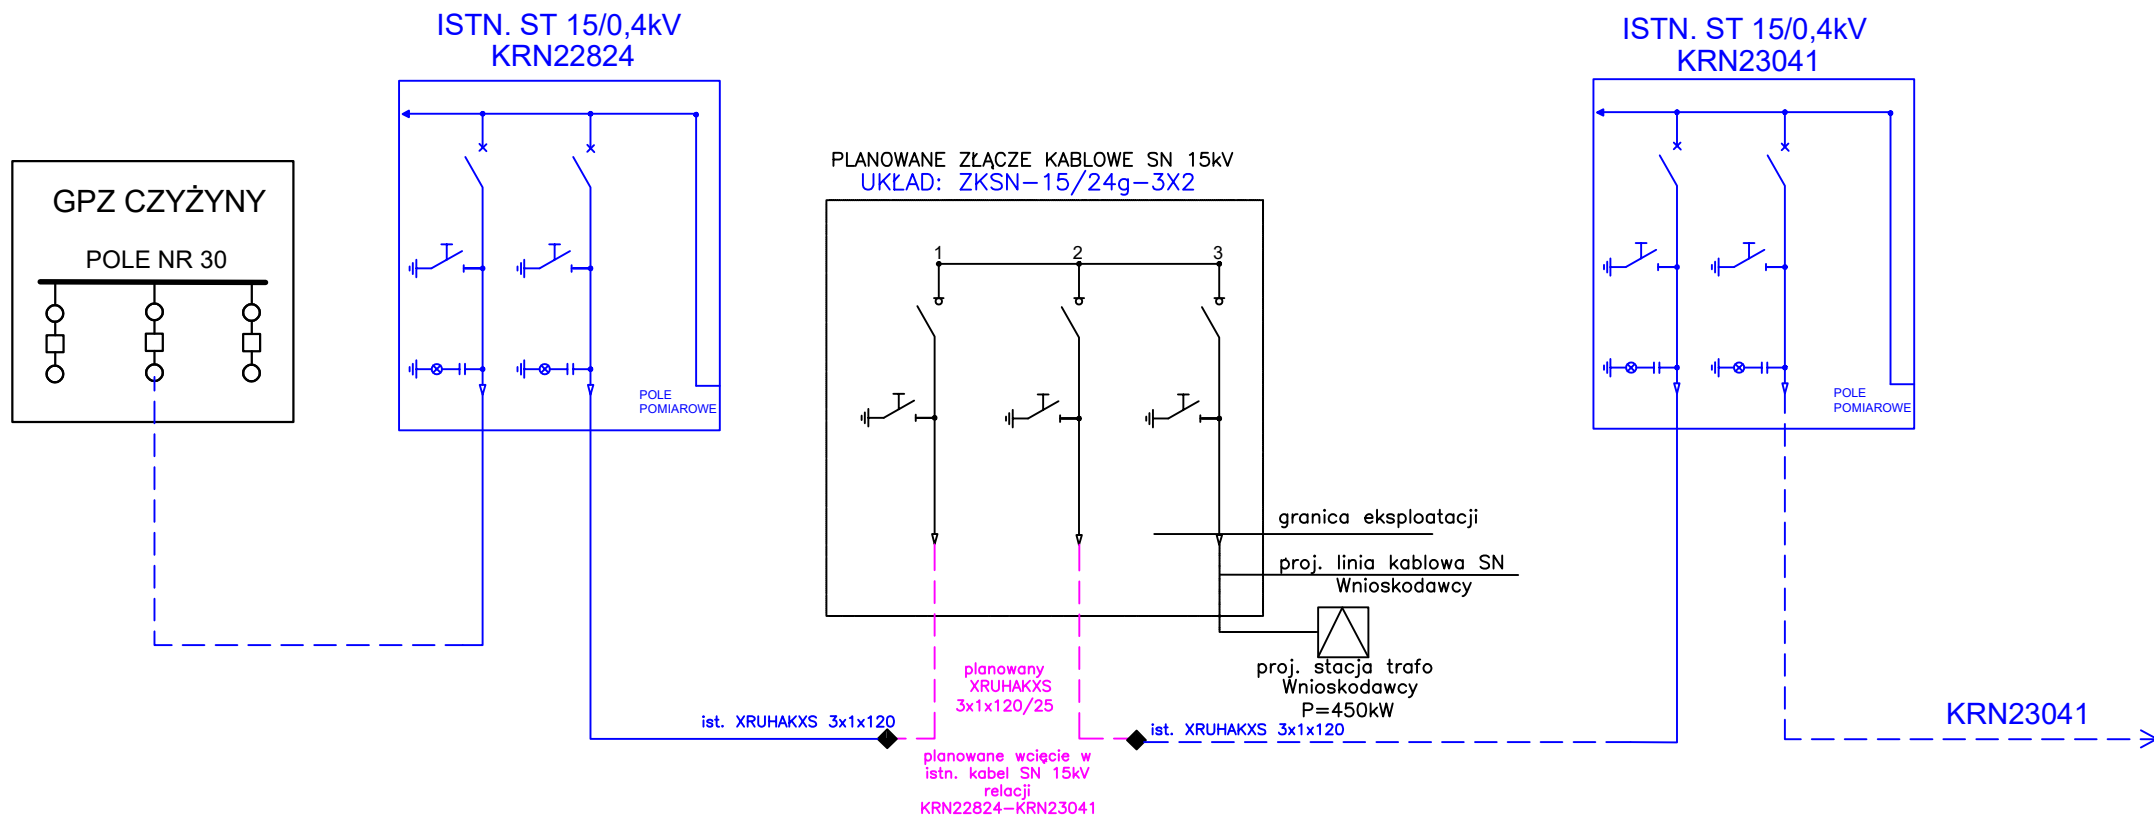 ISTN. ST 15/0,4kV
KRN22824
ISTN. ST 15/0,4kV
KRN23041
GPZ CZYŻYNY
POLE NR 30
POLE
POMIAROWE
PLANOWANE ZŁĄCZE KABLOWE SN 15kV
UKŁAD: ZKSN-15/24g-3X2
1
2
3
POLE
POMIAROWE
granica eksploatacji
proj. linia kablowa SN
Wnioskodawcy
proj. stacja trafo
Wnioskodawcy
P=450kW
planowany
XRUHAKXS
3x1x120/25
ist. XRUHAKXS 3x1x120
ist. XRUHAKXS 3x1x120
planowane wcięcie w
istn. kabel SN 15kV
relacji
KRN22824-KRN23041
KRN23041